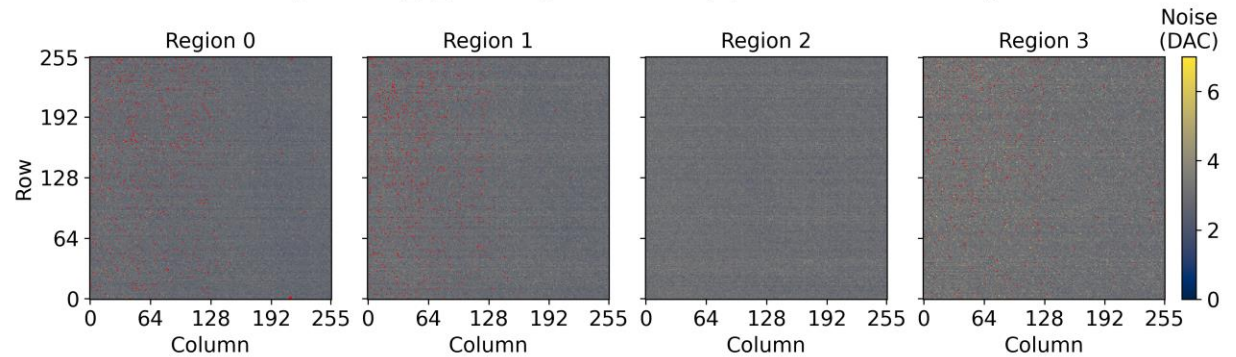 Region 0 Region 1 Region 2 Region 3 Noise
(DAC)
255
192
128
64
0
Row
0 64 128 192 255 0 64 128 192 255 0 64 128 192 255 0 64 128 192 255
Column Column Column Column
6
4
2
0